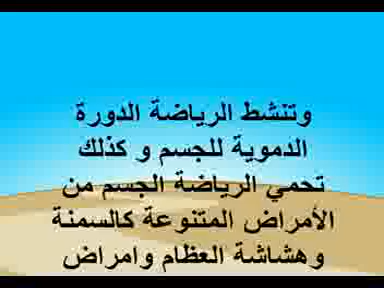 وتنشط الرياضة الدورة
الدموية للجسم و كذلك
تحمي الرياضة الجسم من
الأمراض المتنوعة كالسمنة
وهشاشة العظام وامراض